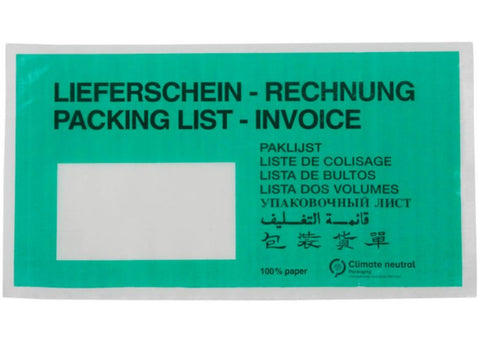 LIEFERSCHEIN - RECHNUNG
PACKING LIST - INVOICE
PAKLIJST
LISTE DE COLISAGE
LISTA DE BULTOS
LISTA DOS VOLUMES
УПАКОВОЧНЫЙ ЛИСТ
قائمة التغليف
包裝貨單
100% paper
Climate neutral
Packaging